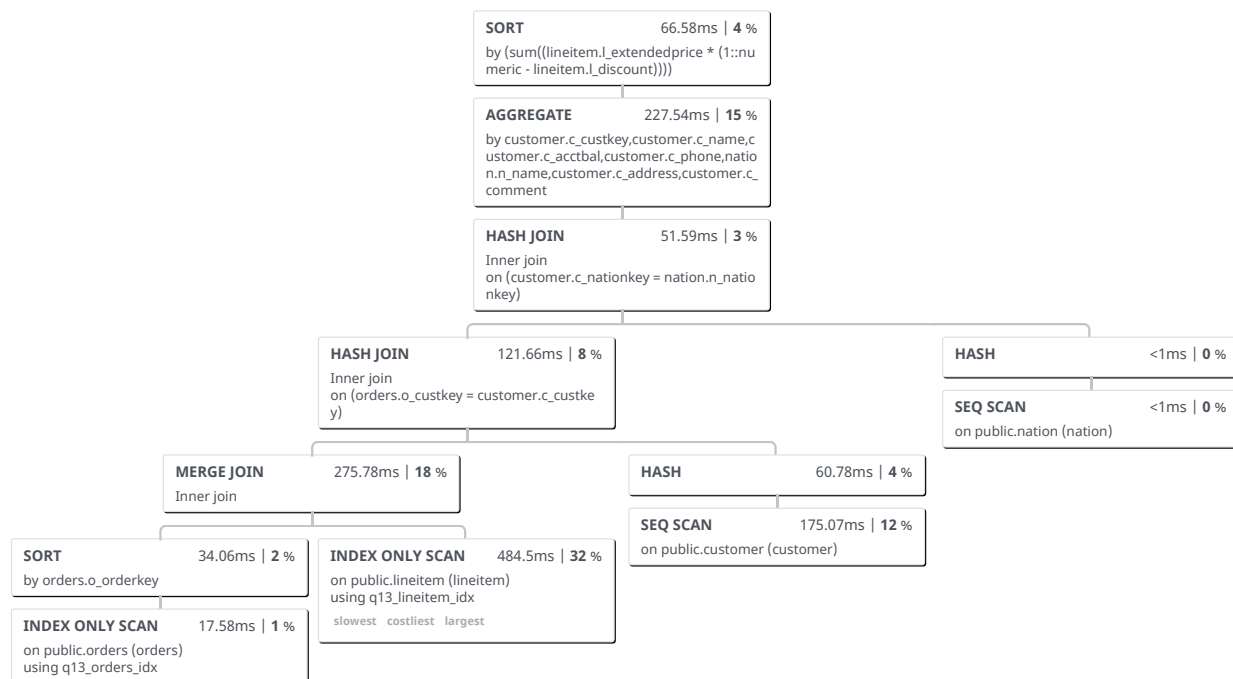 SORT 66.58ms | 4 %
by (sum((lineitem.l_extendedprice * (1::nu
meric - lineitem.l_discount))))
AGGREGATE 227.54ms | 15 %
by customer.c_custkey,customer.c_name,c
ustomer.c_acctbal,customer.c_phone,natio
n.n_name,customer.c_address,customer.c_
comment
HASH JOIN 51.59ms | 3 %
Inner join
on (customer.c_nationkey = nation.n_natio
nkey)
HASH JOIN 121.66ms | 8 %
Inner join
on (orders.o_custkey = customer.c_custke
y)
HASH <1ms | 0 %
SEQ SCAN <1ms | 0 %
on public.nation (nation)
MERGE JOIN 275.78ms | 18 %
Inner join
HASH 60.78ms | 4 %
SEQ SCAN 175.07ms | 12 %
on public.customer (customer)
SORT 34.06ms | 2 %
by orders.o_orderkey
INDEX ONLY SCAN 484.5ms | 32 %
on public.lineitem (lineitem)
using q13_lineitem_idx
slowest costliest largest
INDEX ONLY SCAN 17.58ms | 1 %
on public.orders (orders)
using q13_orders_idx